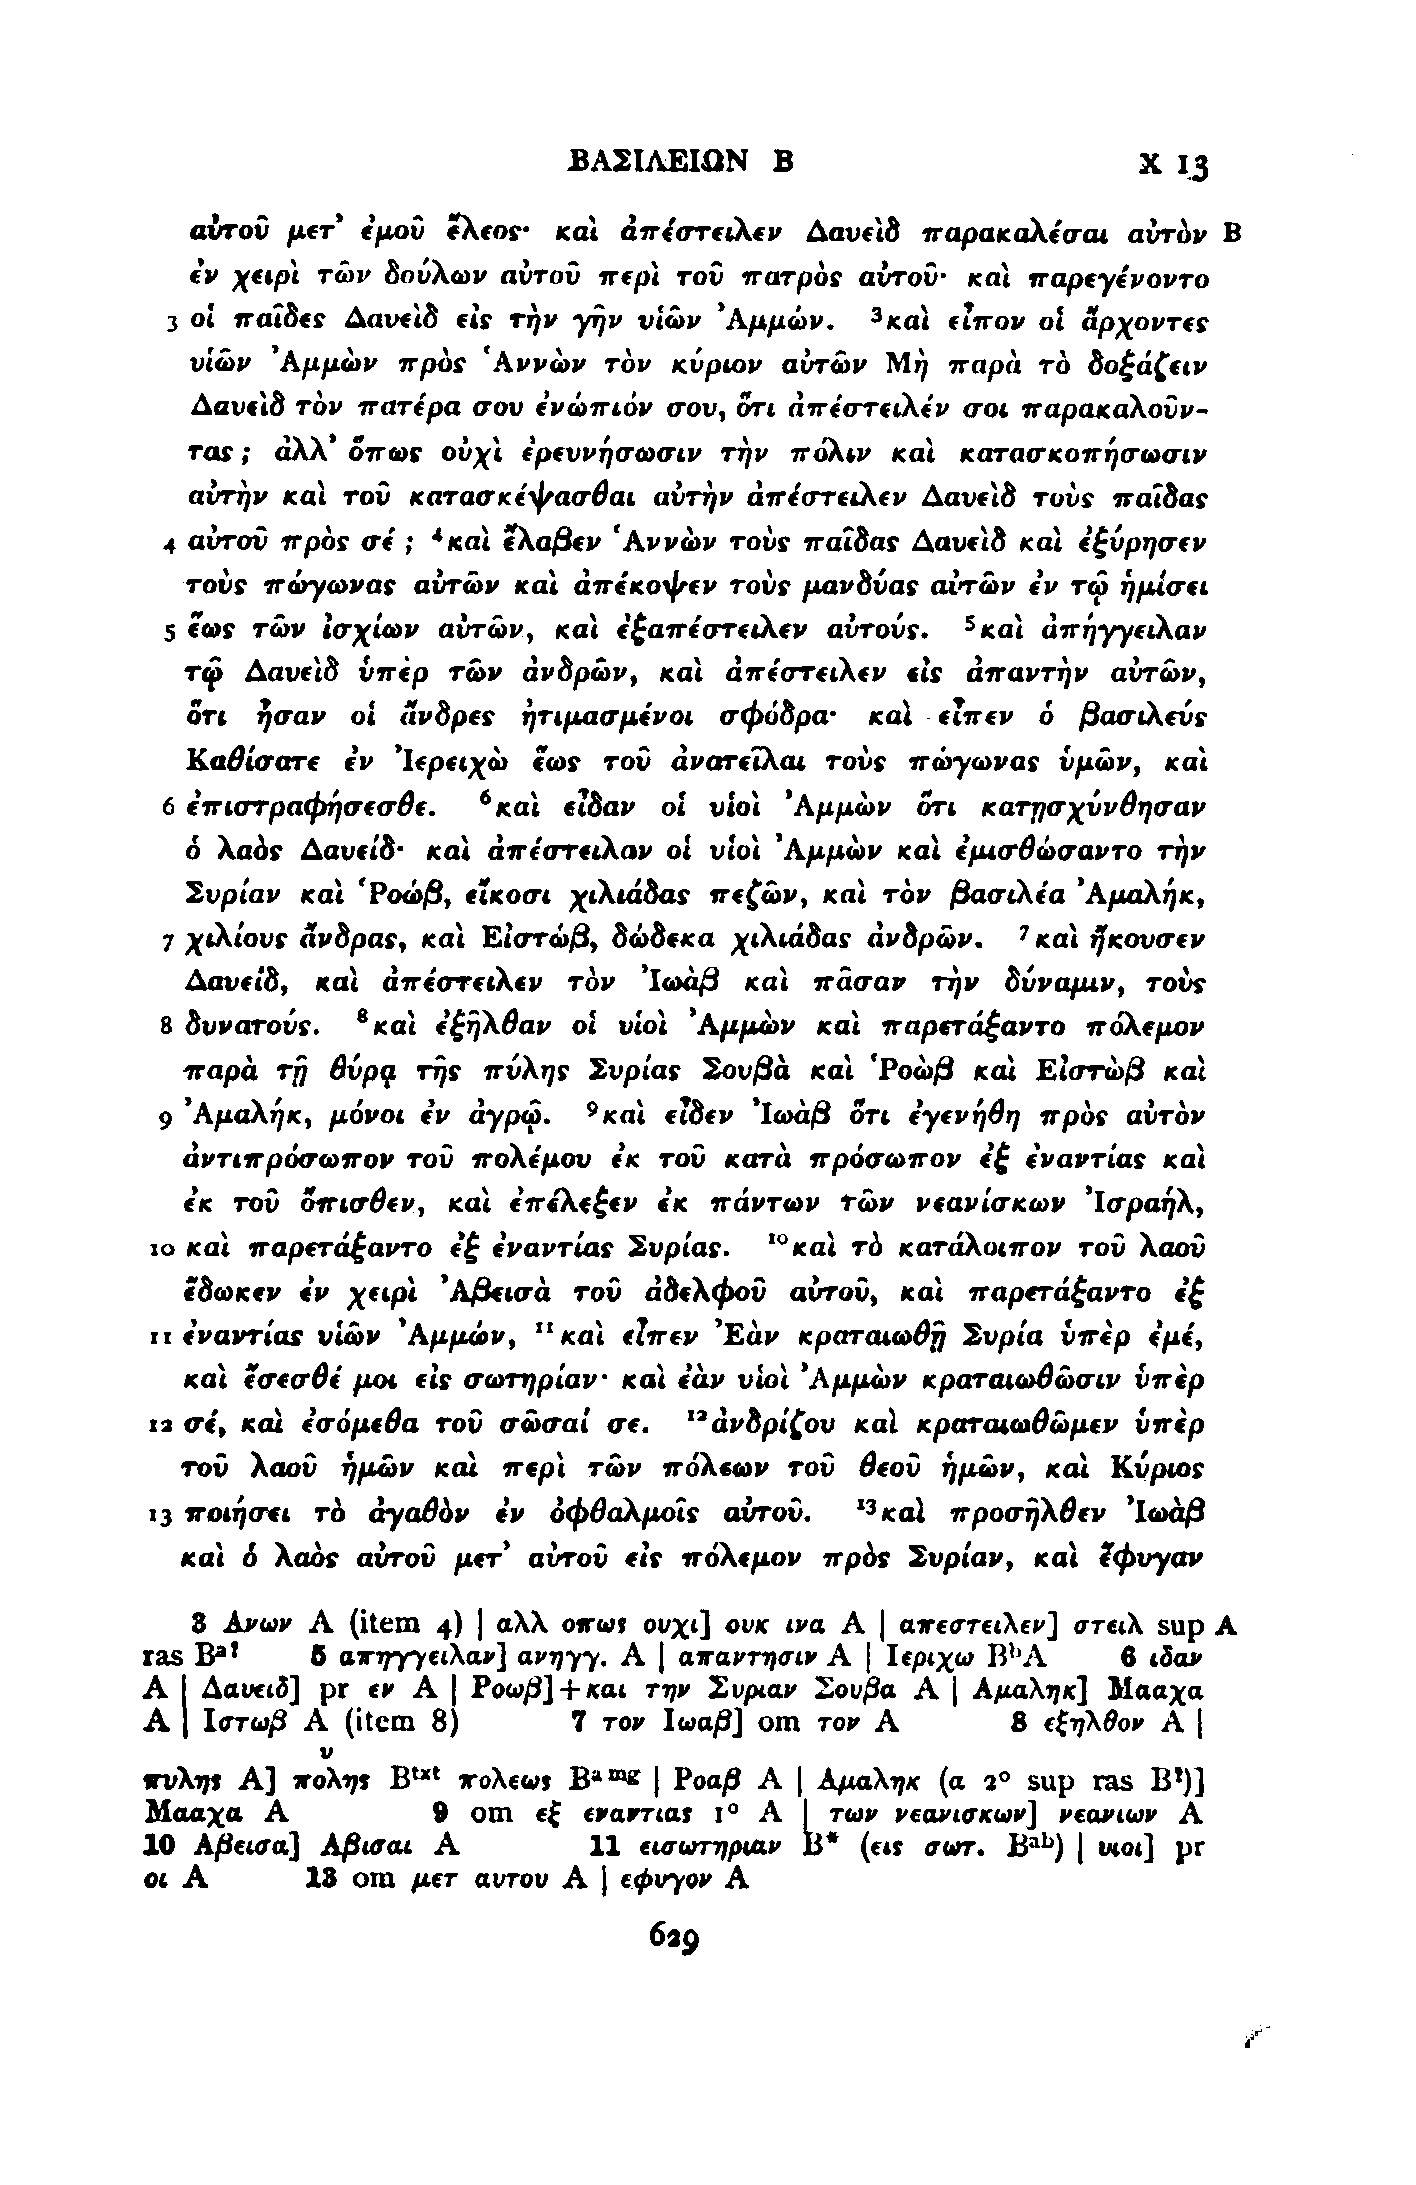 ΒΑΣΙΛΕΙΩΝ Β X 13
αὐτοῦ μετ’ ἐμοῦ ἔλεος· καὶ ἀπέστειλεν Δαυεὶδ παρακαλέσαι αὐτὸν B
ἐν χειρὶ τῶν δούλων αὐτοῦ περὶ τοῦ πατρὸς αὐτοῦ· καὶ παρεγένοντο
3 οἱ παῖδες Δαυεὶδ εἰς τὴν γῆν υἱῶν Ἀμμών. ³καὶ εἶπον οἱ ἄρχοντες
υἱῶν Ἀμμὼν πρὸς Ἁννὼν τὸν κύριον αὐτῶν Μὴ παρὰ τὸ δοξάζειν
Δαυεὶδ τὸν πατέρα σου ἐνώπιόν σου, ὅτι ἀπέστειλέν σοι παρακαλοῦν-
τας; ἀλλ’ ὅπως οὐχὶ ἐρευνήσωσιν τὴν πόλιν καὶ κατασκοπήσωσιν
αὐτὴν καὶ τοῦ κατασκέψασθαι αὐτὴν ἀπέστειλεν Δαυεὶδ τοὺς παῖδας
4 αὐτοῦ πρὸς σέ; ⁴καὶ ἔλαβεν Ἁννὼν τοὺς παῖδας Δαυεὶδ καὶ ἐξύρησεν
τοὺς πώγωνας αὐτῶν καὶ ἀπέκοψεν τοὺς μανδύας αὐτῶν ἐν τῷ ἡμίσει
5 ἕως τῶν ἰσχίων αὐτῶν, καὶ ἐξαπέστειλεν αὐτούς. ⁵καὶ ἀπήγγειλαν
τῷ Δαυεὶδ ὑπὲρ τῶν ἀνδρῶν, καὶ ἀπέστειλεν εἰς ἀπαντὴν αὐτῶν,
ὅτι ἦσαν οἱ ἄνδρες ἠτιμασμένοι σφόδρα· καὶ εἶπεν ὁ βασιλεύς
Καθίσατε ἐν Ἰερειχὼ ἕως τοῦ ἀνατεῖλαι τοὺς πώγωνας ὑμῶν, καὶ
6 ἐπιστραφήσεσθε. ⁶καὶ εἶδαν οἱ υἱοὶ Ἀμμὼν ὅτι κατῃσχύνθησαν
ὁ λαὸς Δαυείδ· καὶ ἀπέστειλαν οἱ υἱοὶ Ἀμμὼν καὶ ἐμισθώσαντο τὴν
Συρίαν καὶ Ῥοώβ, εἴκοσι χιλιάδας πεζῶν, καὶ τὸν βασιλέα Ἀμαλήκ,
7 χιλίους ἄνδρας, καὶ Εἰστώβ, δώδεκα χιλιάδας ἀνδρῶν. ⁷καὶ ἤκουσεν
Δαυείδ, καὶ ἀπέστειλεν τὸν Ἰωὰβ καὶ πᾶσαν τὴν δύναμιν, τοὺς
8 δυνατούς. ⁸καὶ ἐξῆλθαν οἱ υἱοὶ Ἀμμὼν καὶ παρετάξαντο πόλεμον
παρὰ τῇ θύρᾳ τῆς πύλης Συρίας Σουβὰ καὶ Ῥοὼβ καὶ Εἰστὼβ καὶ
9 Ἀμαλήκ, μόνοι ἐν ἀγρῷ. ⁹καὶ εἶδεν Ἰωὰβ ὅτι ἐγενήθη πρὸς αὐτὸν
ἀντιπρόσωπον τοῦ πολέμου ἐκ τοῦ κατὰ πρόσωπον ἐξ ἐναντίας καὶ
ἐκ τοῦ ὄπισθεν, καὶ ἐπέλεξεν ἐκ πάντων τῶν νεανίσκων Ἰσραήλ,
10 καὶ παρετάξαντο ἐξ ἐναντίας Συρίας. ¹⁰καὶ τὸ κατάλοιπον τοῦ λαοῦ
ἔδωκεν ἐν χειρὶ Ἀβεισὰ τοῦ ἀδελφοῦ αὐτοῦ, καὶ παρετάξαντο ἐξ
11 ἐναντίας υἱῶν Ἀμμών, ¹¹καὶ εἶπεν Ἐὰν κραταιωθῇ Συρία ὑπὲρ ἐμέ,
καὶ ἔσεσθέ μοι εἰς σωτηρίαν· καὶ ἐὰν υἱοὶ Ἀμμὼν κραταιωθῶσιν ὑπὲρ
12 σέ, καὶ ἐσόμεθα τοῦ σῶσαί σε. ¹²ἀνδρίζου καὶ κραταιωθῶμεν ὑπὲρ
τοῦ λαοῦ ἡμῶν καὶ περὶ τῶν πόλεων τοῦ θεοῦ ἡμῶν, καὶ Κύριος
13 ποιήσει τὸ ἀγαθὸν ἐν ὀφθαλμοῖς αὐτοῦ. ¹³καὶ προσῆλθεν Ἰωὰβ
καὶ ὁ λαὸς αὐτοῦ μετ’ αὐτοῦ εἰς πόλεμον πρὸς Συρίαν, καὶ ἔφυγαν
3 Ανων A (item 4) | αλλ οπως ουχι] ουκ ινα A | απεστειλεν] στειλ sup A
ras Bᵃ? 5 απηγγειλαν] ανηγγ. A | απαντησιν A | Ιεριχω BᵇA 6 ιδαν
A | Δαυειδ] pr εν A | Ροωβ]+και την Συριαν Σουβα A | Αμαληκ] Μααχα
A | Ιστωβ A (item 8) 7 τον Ιωαβ] om τον A 8 εξηλθον A |
υ
πυλης A] πολης Bᵗˣᵗ πολεως Bᵃ ᵐᵍ | Ροαβ A | Αμαληκ (α 2° sup ras B?)]
Μααχα A 9 om εξ εναντιας 1° A | των νεανισκων] νεανιων A
10 Αβεισα] Αβισαι A 11 εισωτηριαν B* (εις σωτ. Bᵃᵇ) | υιοι] pr
οι A 13 om μετ αυτου A | εφυγον A
629